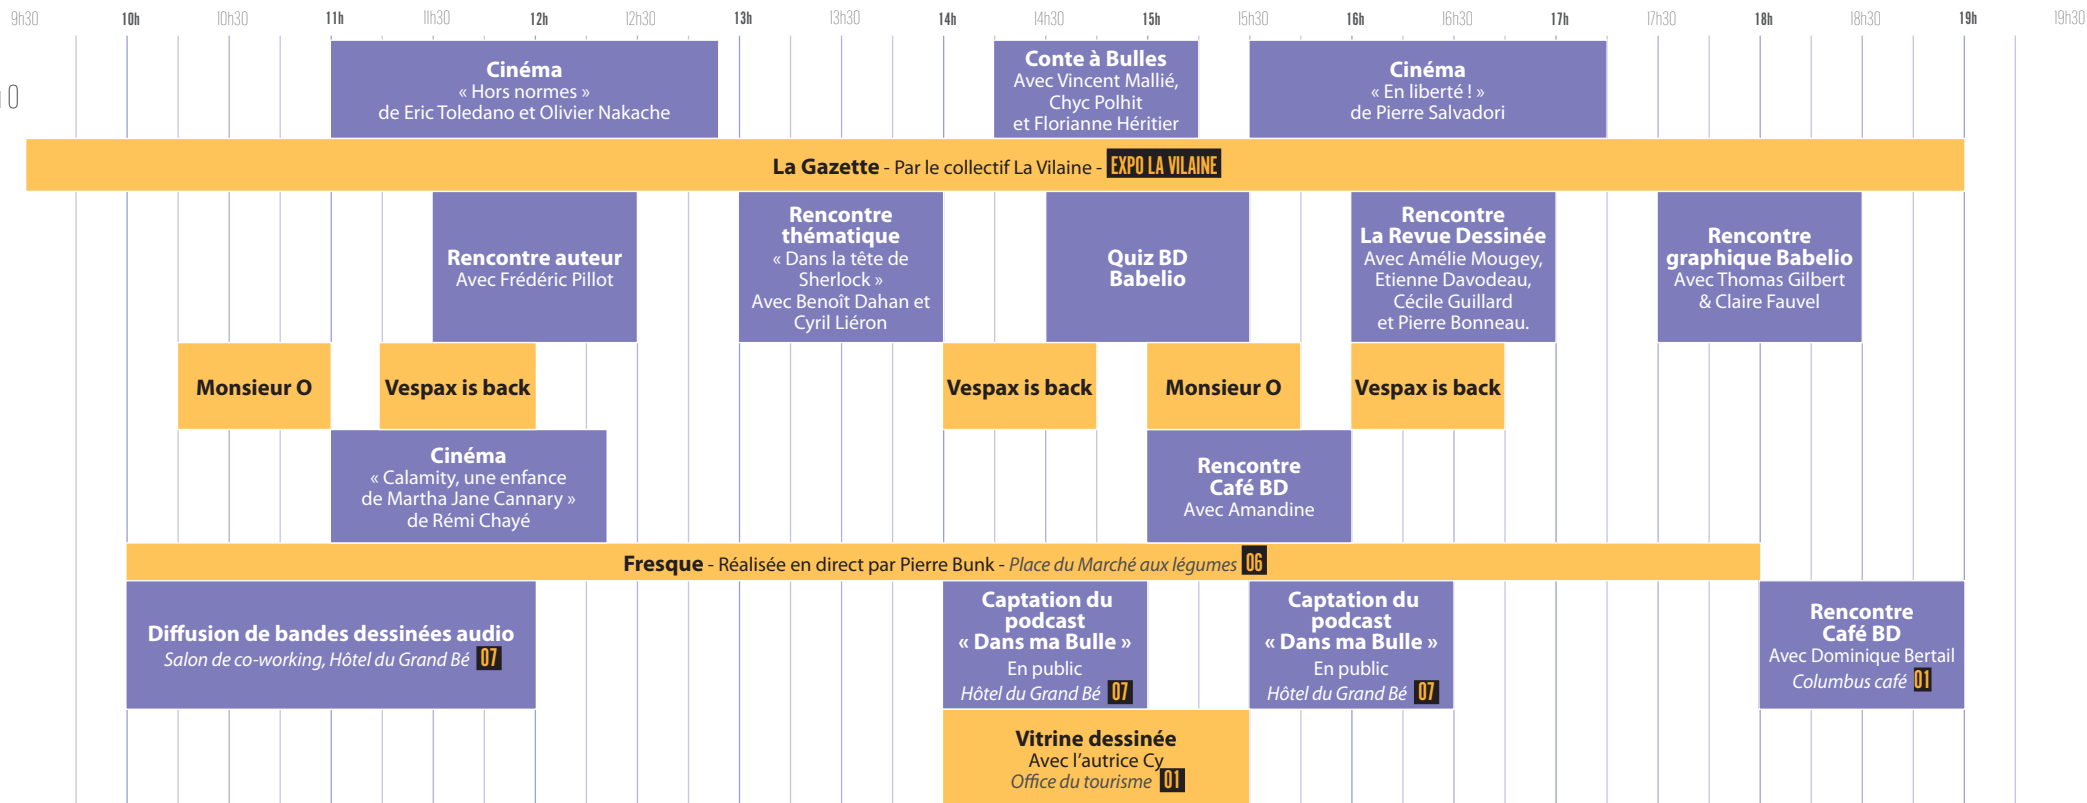 9h30 10h 10h30 11h 11h30 12h 12h30 13h 13h30 14h 14h30 15h 15h30 16h 16h30 17h 17h30 18h 18h30 19h 19h30
0
Cinéma
« Hors normes »
de Eric Toledano et Olivier Nakache
Conte à Bulles
Avec Vincent Mallié,
Chyc Polhit
et Florianne Héritier
Cinéma
« En liberté ! »
de Pierre Salvadori
La Gazette - Par le collectif La Vilaine - EXPO LA VILAINE
Rencontre auteur
Avec Frédéric Pillot
Rencontre
thématique
« Dans la tête de
Sherlock »
Avec Benoît Dahan et
Cyril Liéron
Quiz BD
Babelio
Rencontre
La Revue Dessinée
Avec Amélie Mougey,
Etienne Davodeau,
Cécile Guillard
et Pierre Bonneau.
Rencontre
graphique Babelio
Avec Thomas Gilbert
& Claire Fauvel
Monsieur O
Vespax is back
Vespax is back
Monsieur O
Vespax is back
Cinéma
« Calamity, une enfance
de Martha Jane Cannary »
de Rémi Chayé
Rencontre
Café BD
Avec Amandine
Fresque - Réalisée en direct par Pierre Bunk - Place du Marché aux légumes 06
Diffusion de bandes dessinées audio
Salon de co-working, Hôtel du Grand Bé 07
Captation du
podcast
« Dans ma Bulle »
En public
Hôtel du Grand Bé 07
Captation du
podcast
« Dans ma Bulle »
En public
Hôtel du Grand Bé 07
Rencontre
Café BD
Avec Dominique Bertail
Columbus café 01
Vitrine dessinée
Avec l'autrice Cy
Office du tourisme 01